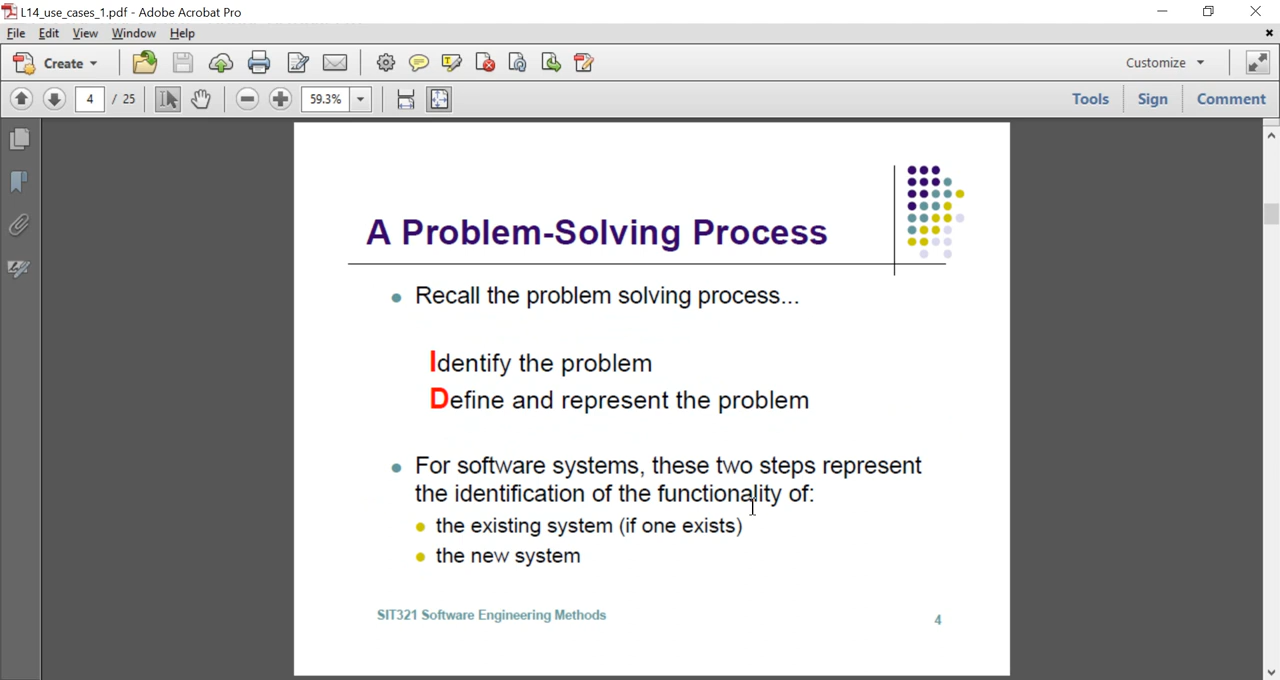 L14_use_cases_1.pdf - Adobe Acrobat Pro
File Edit View Window Help
Create Customize
4 / 25 59.3% Tools Sign Comment
A Problem-Solving Process
Recall the problem solving process...
Identify the problem
Define and represent the problem
For software systems, these two steps represent
the identification of the functionality of:
the existing system (if one exists)
the new system
SIT321 Software Engineering Methods 4